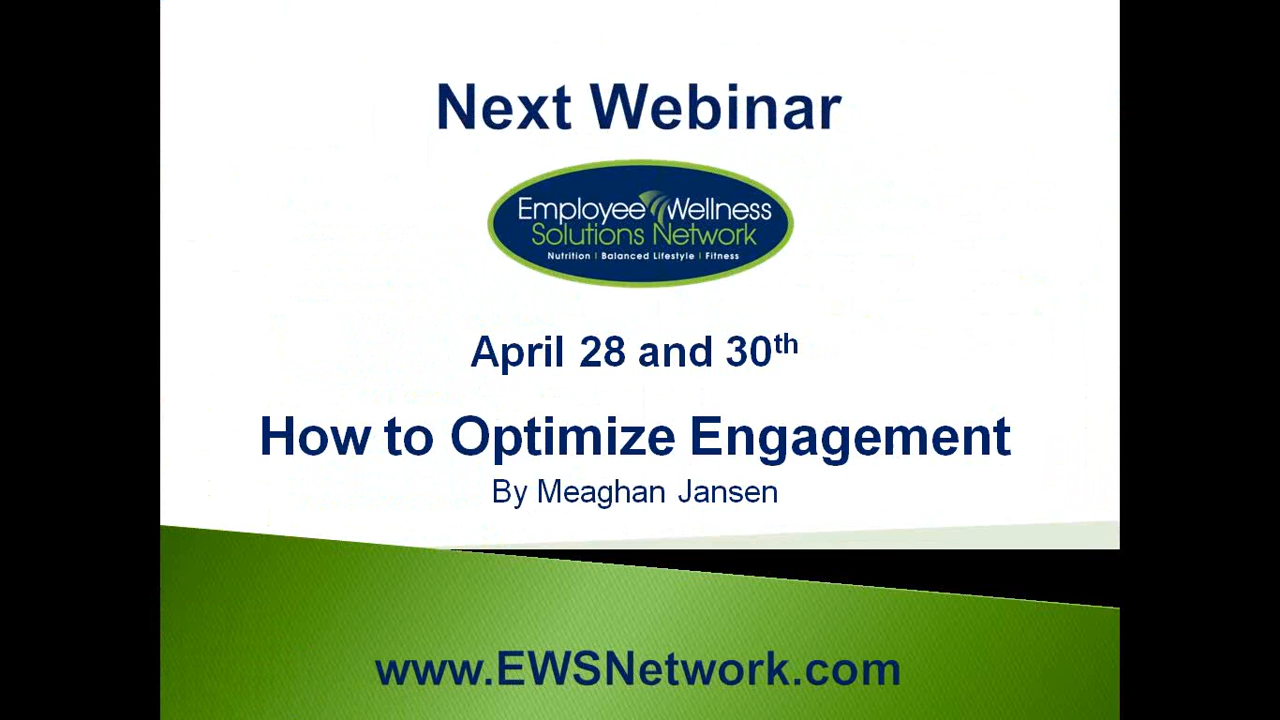 Next Webinar
Employee Wellness
Solutions Network
Nutrition | Balanced Lifestyle | Fitness
April 28 and 30th
How to Optimize Engagement
By Meaghan Jansen
www.EWSNetwork.com